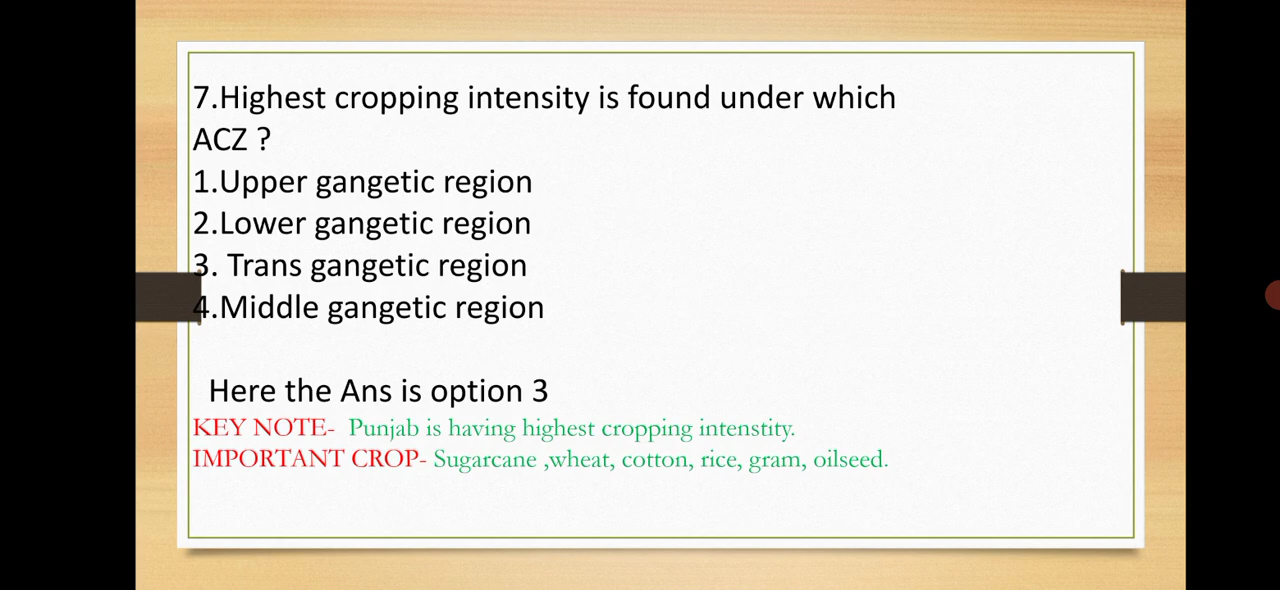 7.Highest cropping intensity is found under which
ACZ ?
1.Upper gangetic region
2.Lower gangetic region
3. Trans gangetic region
4.Middle gangetic region
Here the Ans is option 3
KEY NOTE- Punjab is having highest cropping intenstity.
IMPORTANT CROP- Sugarcane ,wheat, cotton, rice, gram, oilseed.